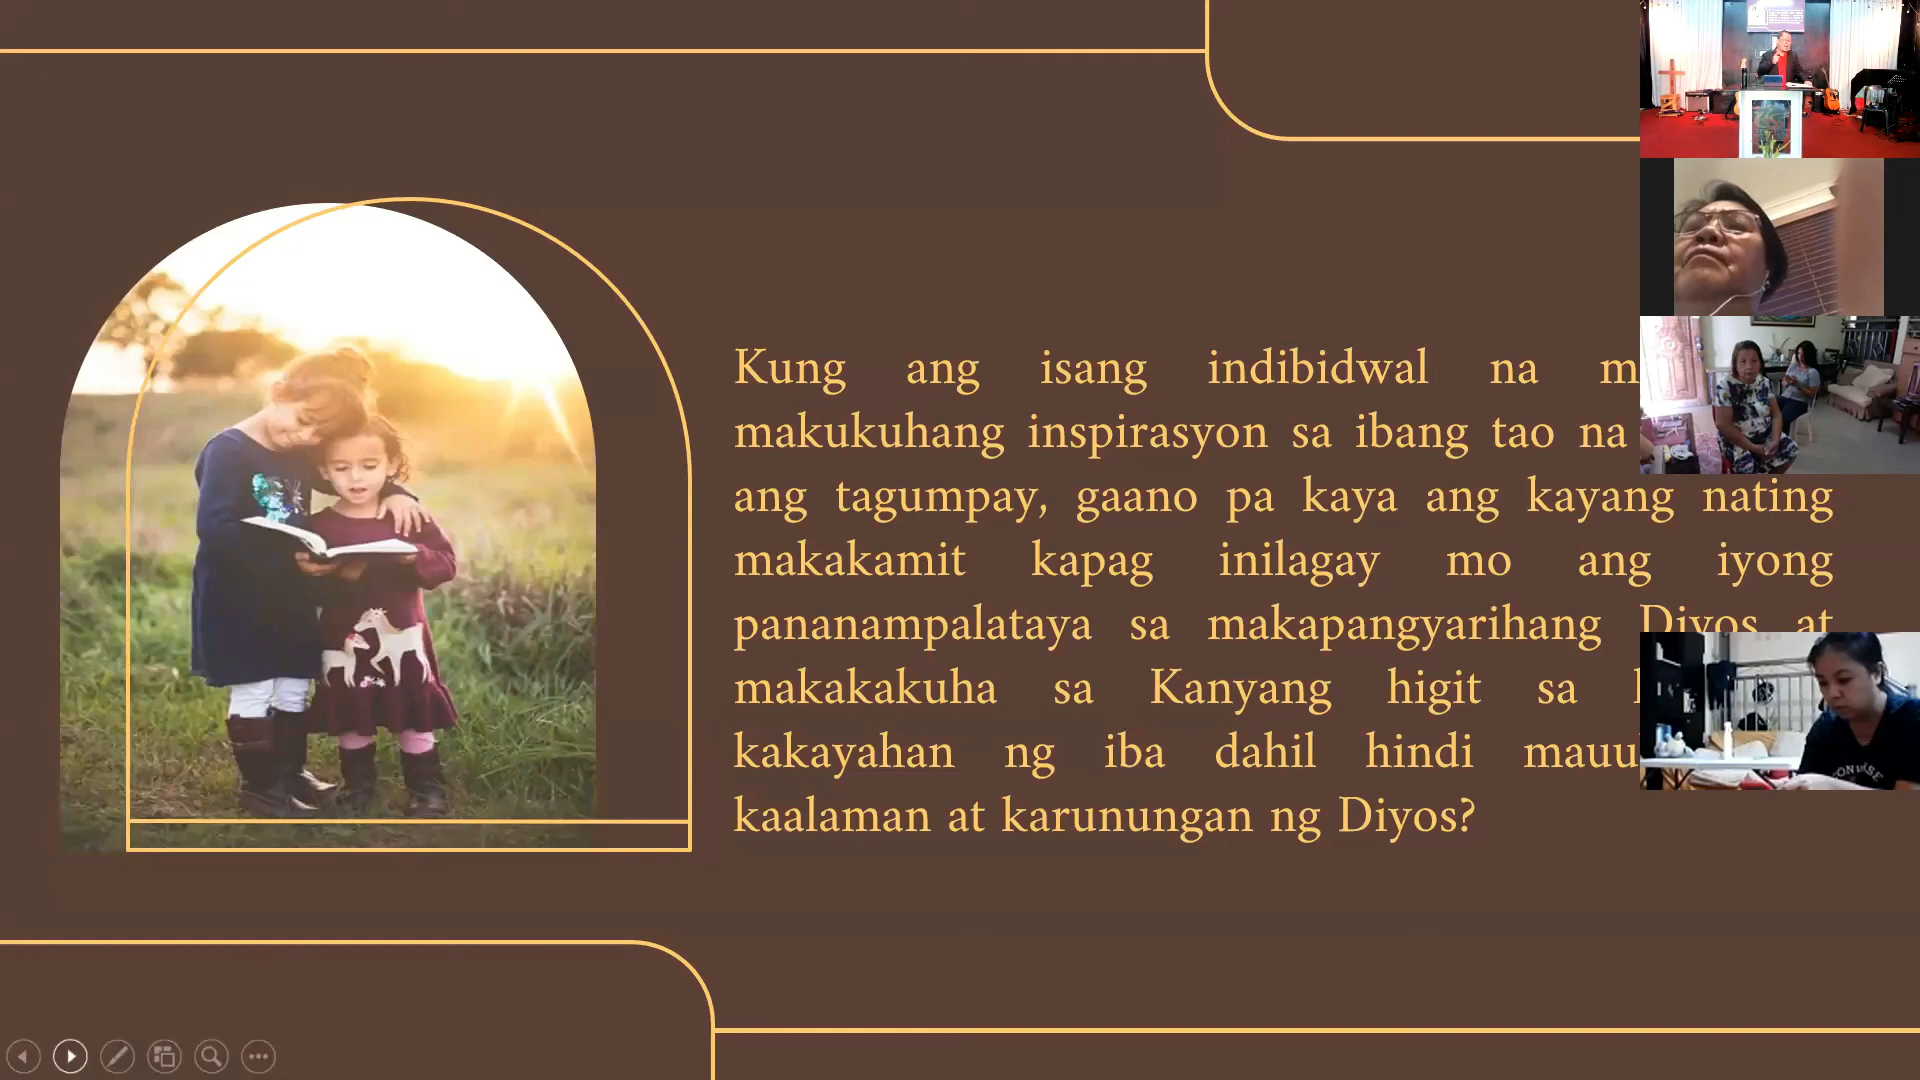 Kung ang isang indibidwal na
makukuhang inspirasyon sa ibang tao na
ang tagumpay, gaano pa kaya ang kayang nating
makakamit kapag inilagay mo ang iyong
pananampalataya sa makapangyarihang Diyos at
makakakuha sa Kanyang higit sa
kakayahan ng iba dahil hindi
kaalaman at karunungan ng Diyos?